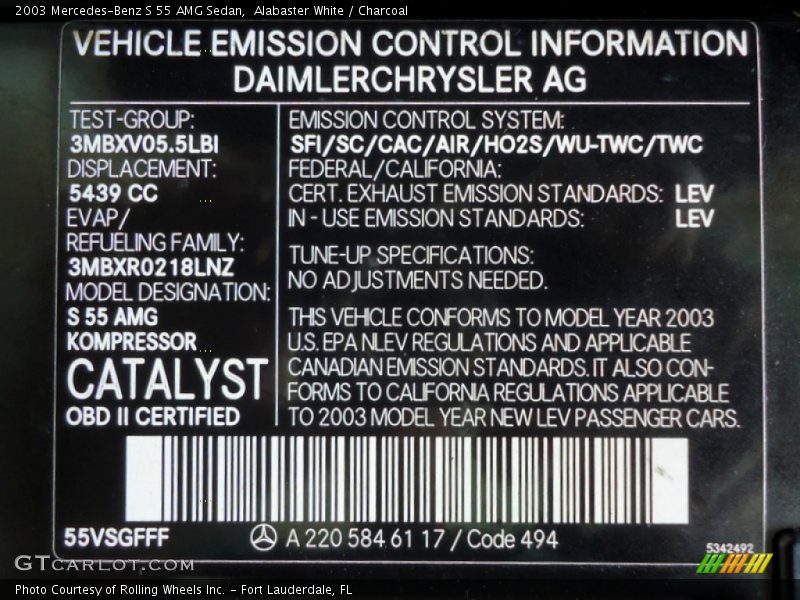 2003 Mercedes-Benz S 55 AMG Sedan,  Alabaster White / Charcoal
VEHICLE EMISSION CONTROL INFORMATION
DAIMLERCHRYSLER AG
TEST-GROUP:
3MBXV05.5LBI
DISPLACEMENT:
5439 CC
EVAP/
REFUELING FAMILY:
3MBXR0218LNZ
MODEL DESIGNATION:
S 55 AMG
KOMPRESSOR
CATALYST
OBD II CERTIFIED
EMISSION CONTROL SYSTEM:
SFI/SC/CAC/AIR/HO2S/WU-TWC/TWC
FEDERAL/CALIFORNIA:
CERT. EXHAUST EMISSION STANDARDS: LEV
IN-USE EMISSION STANDARDS: LEV
TUNE-UP SPECIFICATIONS:
NO ADJUSTMENTS NEEDED.
THIS VEHICLE CONFORMS TO MODEL YEAR 2003
U.S. EPA NLEV REGULATIONS AND APPLICABLE
CANADIAN EMISSION STANDARDS. IT ALSO CON-
FORMS TO CALIFORNIA REGULATIONS APPLICABLE
TO 2003 MODEL YEAR NEW LEV PASSENGER CARS.
55VSGFFF
A 220 584 61 17 / Code 494
5342492
GTCARLOT.COM
Photo Courtesy of Rolling Wheels Inc. - Fort Lauderdale, FL